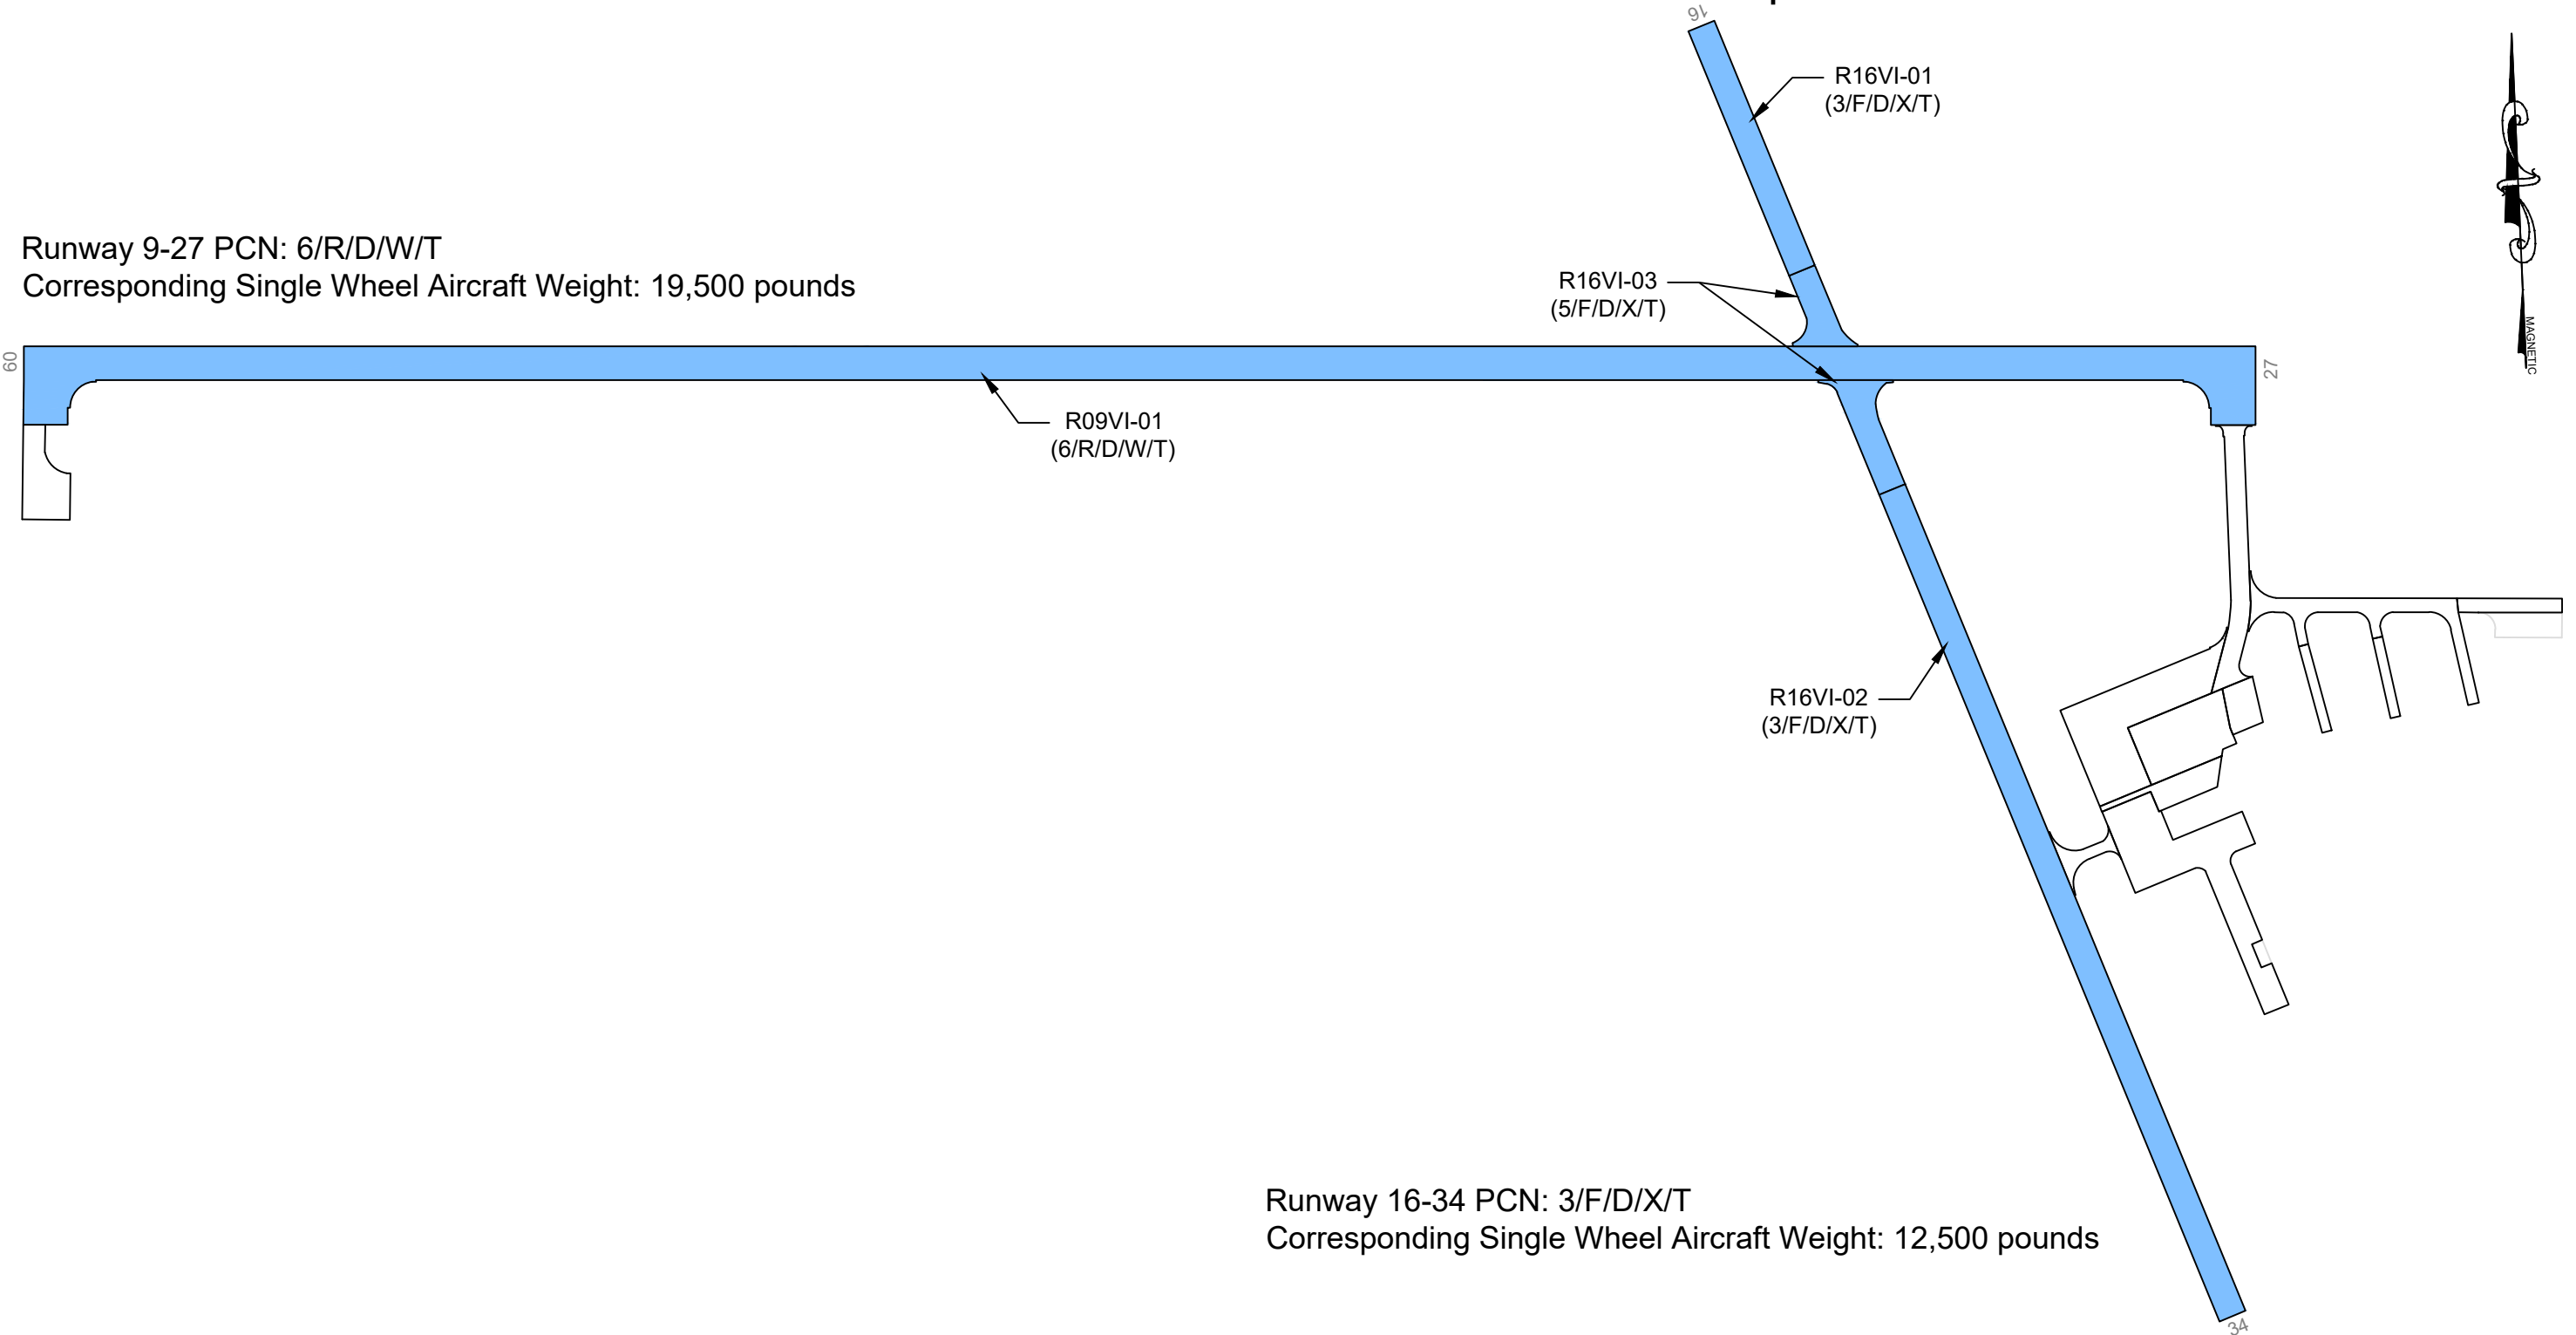 16
R16VI-01
(3/F/D/X/T)
Runway 9-27 PCN: 6/R/D/W/T
Corresponding Single Wheel Aircraft Weight: 19,500 pounds
R16VI-03
(5/F/D/X/T)
MAGNETIC
09
27
R09VI-01
(6/R/D/W/T)
R16VI-02
(3/F/D/X/T)
Runway 16-34 PCN: 3/F/D/X/T
Corresponding Single Wheel Aircraft Weight: 12,500 pounds
34